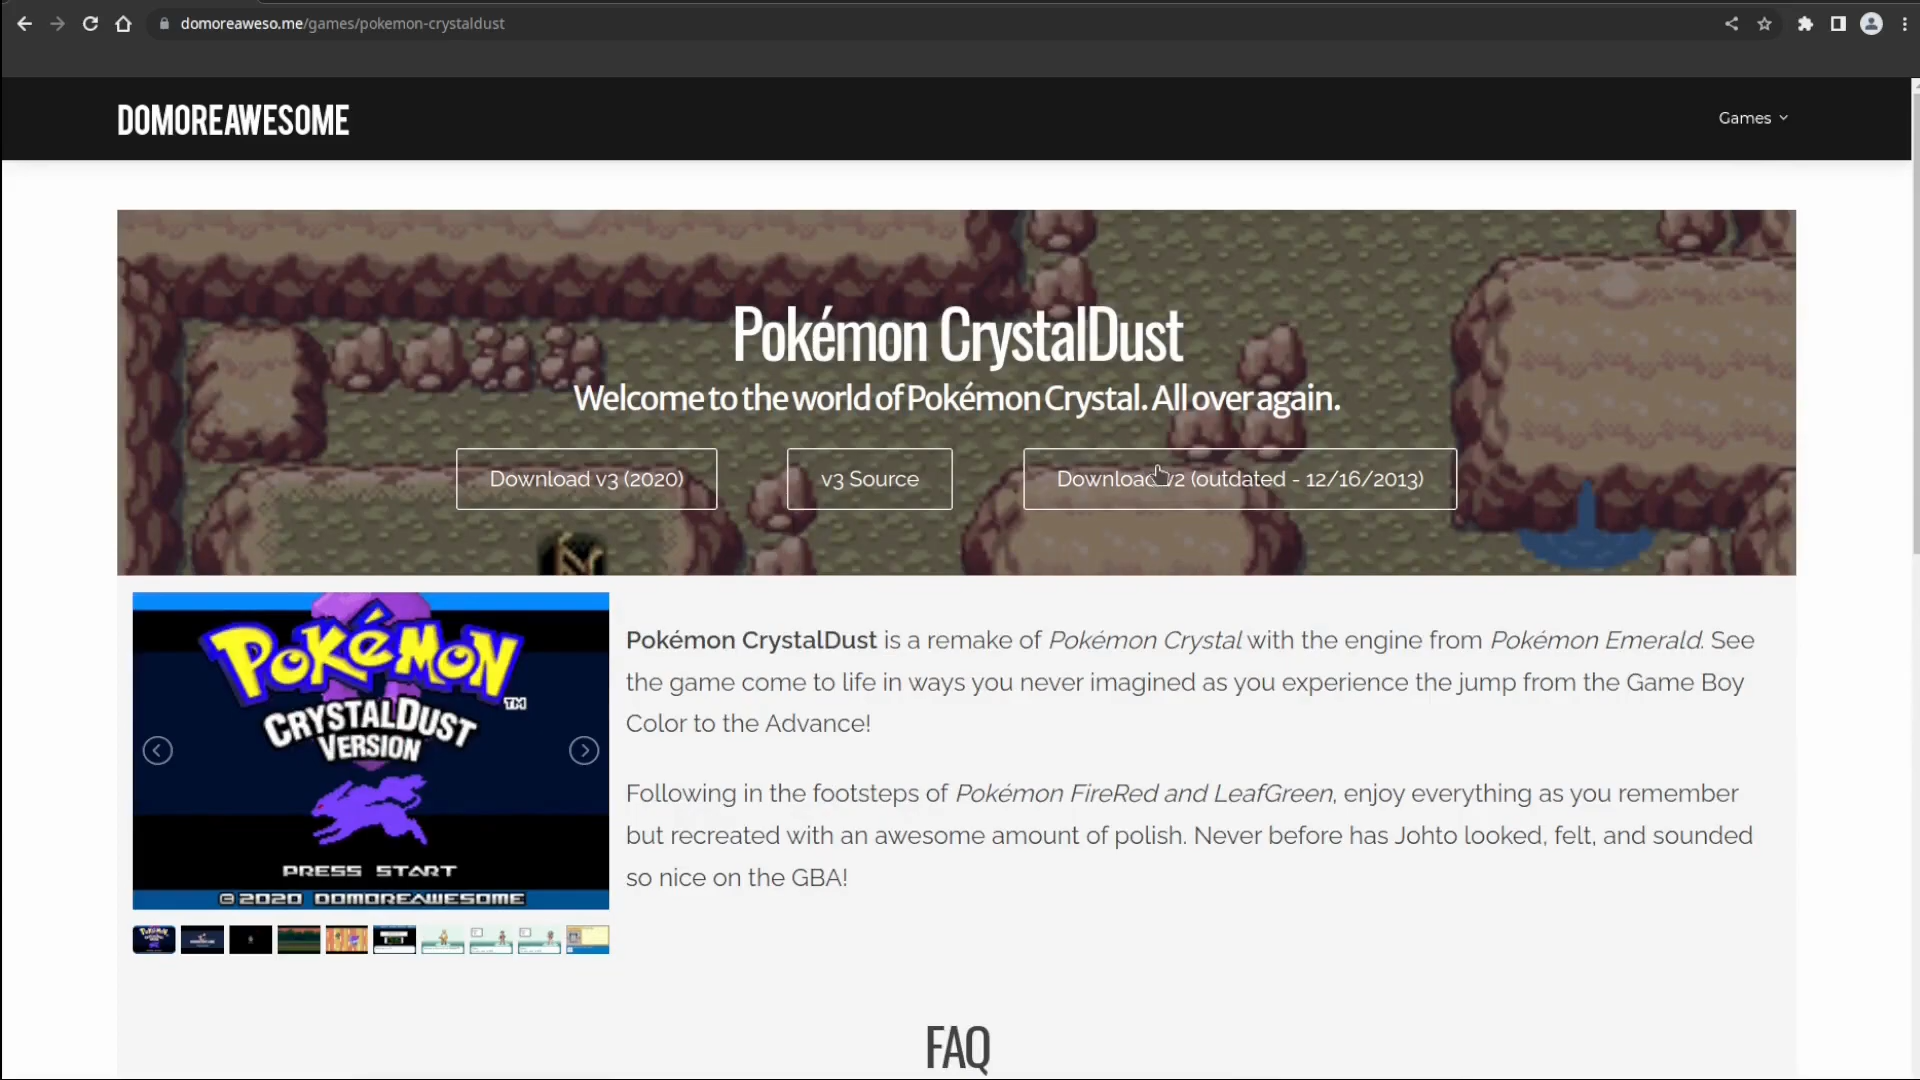 domoreaweso.me/games/pokemon-crystaldust
DOMOREAWESOME
Games
Pokémon CrystalDust
Welcome to the world of Pokémon Crystal. All over again.
Download v3 (2020)
v3 Source
Download v2 (outdated - 12/16/2013)
POKéMON
TM
CRYSTALDUST
VERSION
PRESS START
©2020 DOMOREAWESOME
Pokémon CrystalDust is a remake of Pokémon Crystal with the engine from Pokémon Emerald. See
the game come to life in ways you never imagined as you experience the jump from the Game Boy
Color to the Advance!
Following in the footsteps of Pokémon FireRed and LeafGreen, enjoy everything as you remember
but recreated with an awesome amount of polish. Never before has Johto looked, felt, and sounded
so nice on the GBA!
FAQ